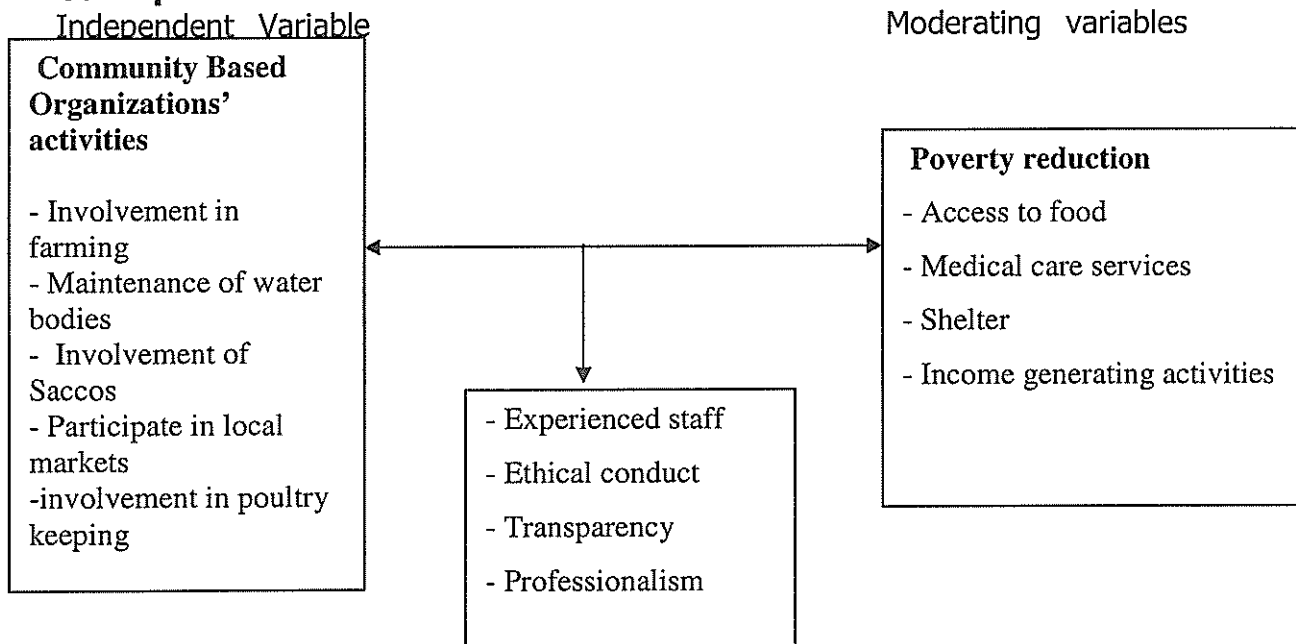 Independent Variable
Moderating variables
Community Based
Organizations’
activities
- Involvement in
farming
- Maintenance of water
bodies
- Involvement of
Saccos
- Participate in local
markets
-involvement in poultry
keeping
- Experienced staff
- Ethical conduct
- Transparency
- Professionalism
Poverty reduction
- Access to food
- Medical care services
- Shelter
- Income generating activities